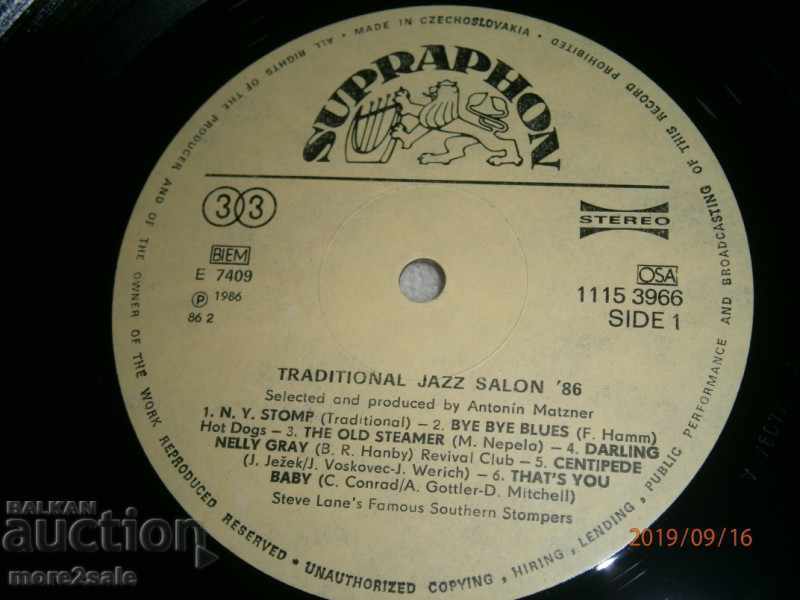 ALL RIGHTS OF THE PRODUCER AND OF THE OWNER OF THE WORK REPRODUCED RESERVED • UNAUTHORIZED COPYING, HIRING, LENDING, PUBLIC PERFORMANCE AND BROADCASTING OF THIS RECORD PROHIBITED • MADE IN CZECHOSLOVAKIA •
SUPRAPHON
33
STEREO
BIEM
E 7409
Ⓟ 1986
86 2
OSA
1115 3966
SIDE 1
TRADITIONAL JAZZ SALON '86
Selected and produced by Antonín Matzner
1. N. Y. STOMP (Traditional) – 2. BYE BYE BLUES (F. Hamm)
Hot Dogs – 3. THE OLD STEAMER (M. Nepela) – 4. DARLING
NELLY GRAY (B. R. Hanby) Revival Club – 5. CENTIPEDE
(J. Ježek/J. Voskovec-J. Werich) – 6. THAT'S YOU
BABY (C. Conrad/A. Gottler-D. Mitchell)
Steve Lane's Famous Southern Stompers
BALKAN
auction
more2sale
2019/09/16